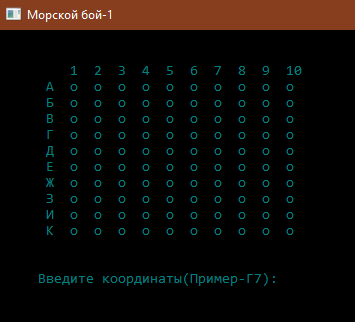 Морской бой-1
1 2 3 4 5 6 7 8 9 10
А o o o o o o o o o o
Б o o o o o o o o o o
В o o o o o o o o o o
Г o o o o o o o o o o
Д o o o o o o o o o o
Е o o o o o o o o o o
Ж o o o o o o o o o o
З o o o o o o o o o o
И o o o o o o o o o o
К o o o o o o o o o o
Введите координаты(Пример-Г7):